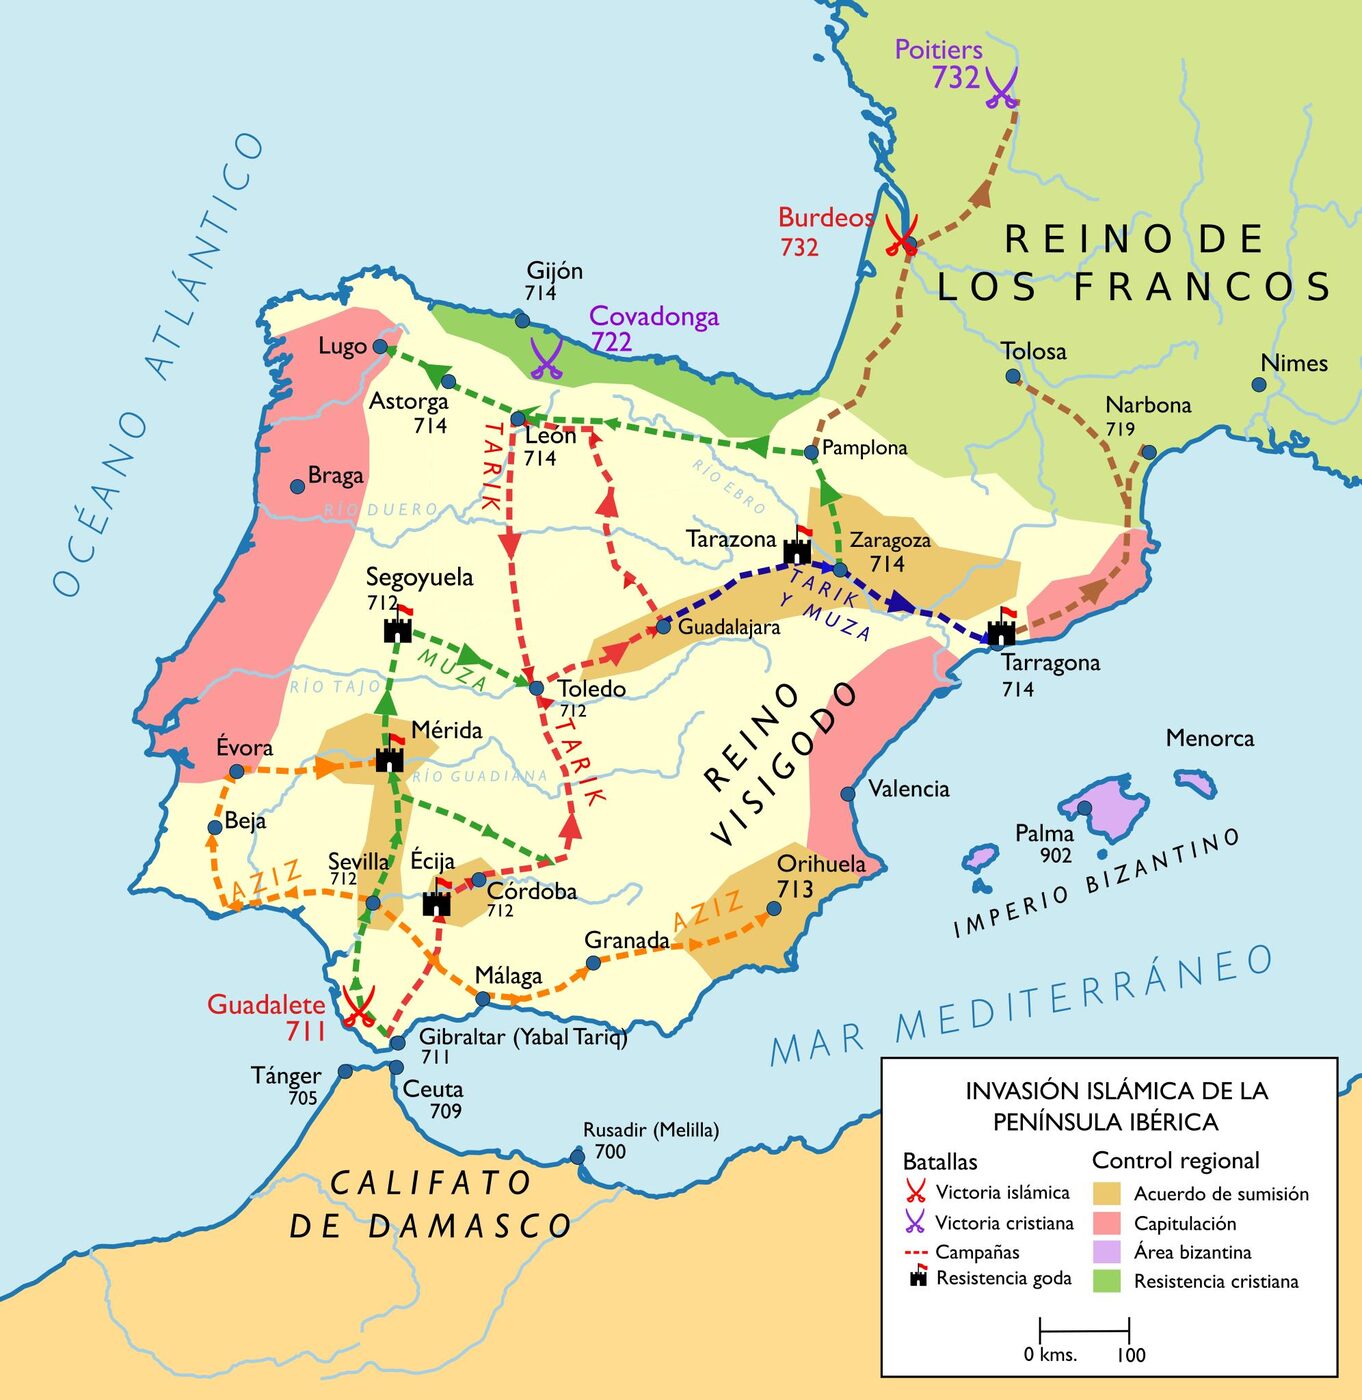 Poitiers
732
Burdeos
732
REINO DE
LOS FRANCOS
OCÉANO ATLÁNTICO
Gijón
714
Covadonga
722
Lugo
Astorga
714
León
714
Tolosa
Nimes
Narbona
719
Pamplona
Braga
TARIK
RÍO EBRO
RÍO DUERO
Tarazona
Zaragoza
714
Segoyuela
712
TARIK
Y MUZA
Guadalajara
MUZA
Tarragona
714
RÍO TAJO
Toledo
712
REINO
VISIGODO
Mérida
TARIK
Évora
RÍO GUADIANA
Menorca
Valencia
Beja
Palma
902
IMPERIO BIZANTINO
Sevilla
712
Écija
Orihuela
713
AZIZ
Córdoba
712
AZIZ
Granada
Málaga
MAR MEDITERRÁNEO
Guadalete
711
Gibraltar (Yabal Tariq)
711
Tánger
705
Ceuta
709
Rusadir (Melilla)
700
CALIFATO
DE DAMASCO
INVASIÓN ISLÁMICA DE LA
PENÍNSULA IBÉRICA
Batallas
Victoria islámica
Victoria cristiana
Campañas
Resistencia goda
Control regional
Acuerdo de sumisión
Capitulación
Área bizantina
Resistencia cristiana
0 kms.
100